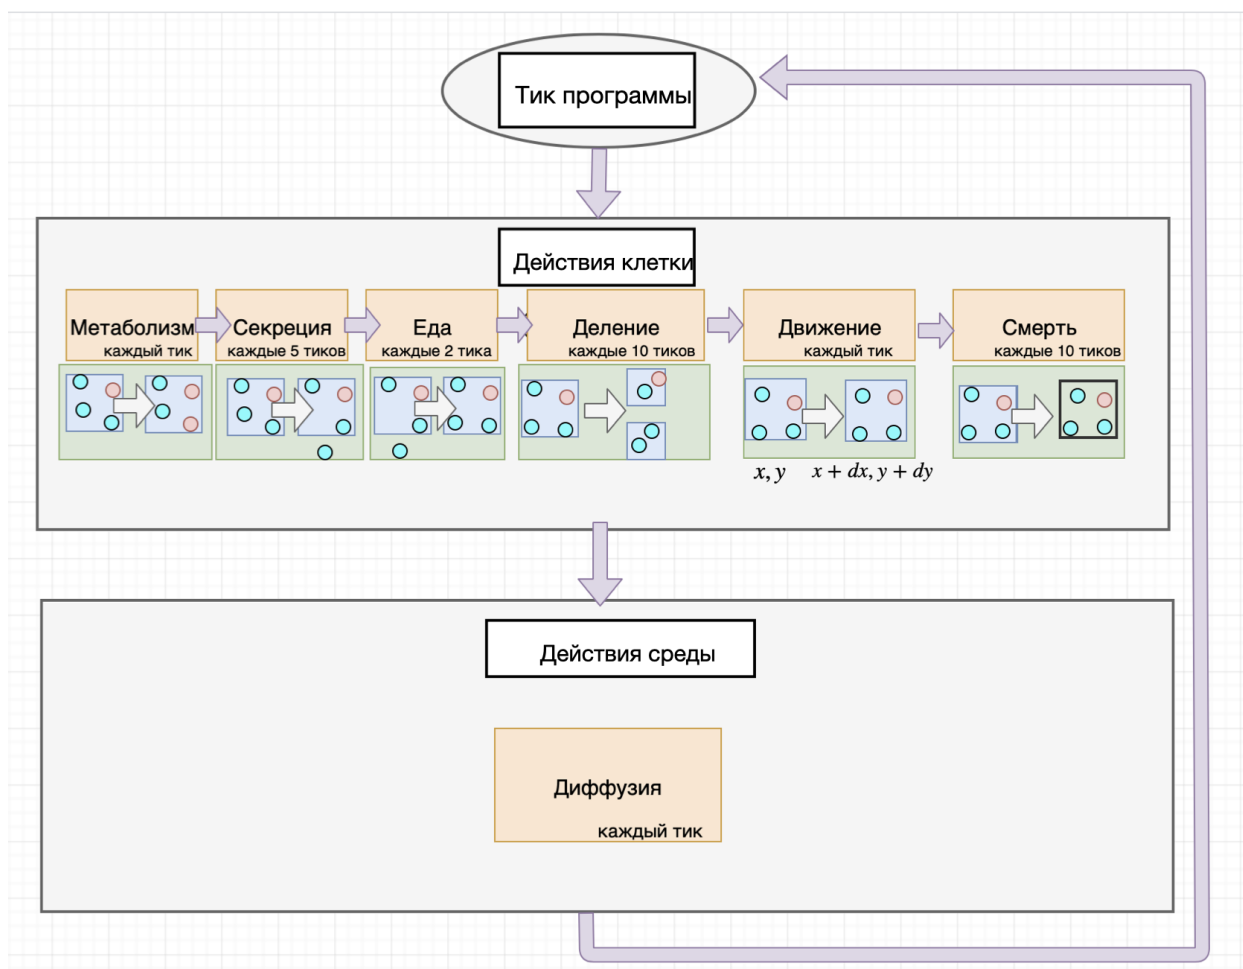 Тик программы
Действия клетки
Метаболизм
каждый тик
Секреция
каждые 5 тиков
Еда
каждые 2 тика
Деление
каждые 10 тиков
Движение
каждый тик
Смерть
каждые 10 тиков
x, y
x + dx, y + dy
Действия среды
Диффузия
каждый тик